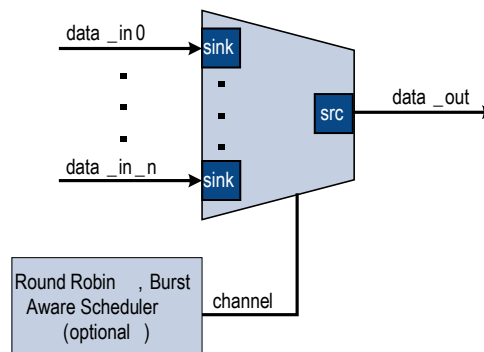 data _in 0
sink
src
data _out
data _in _n
sink
Round Robin , Burst
Aware Scheduler
(optional )
channel